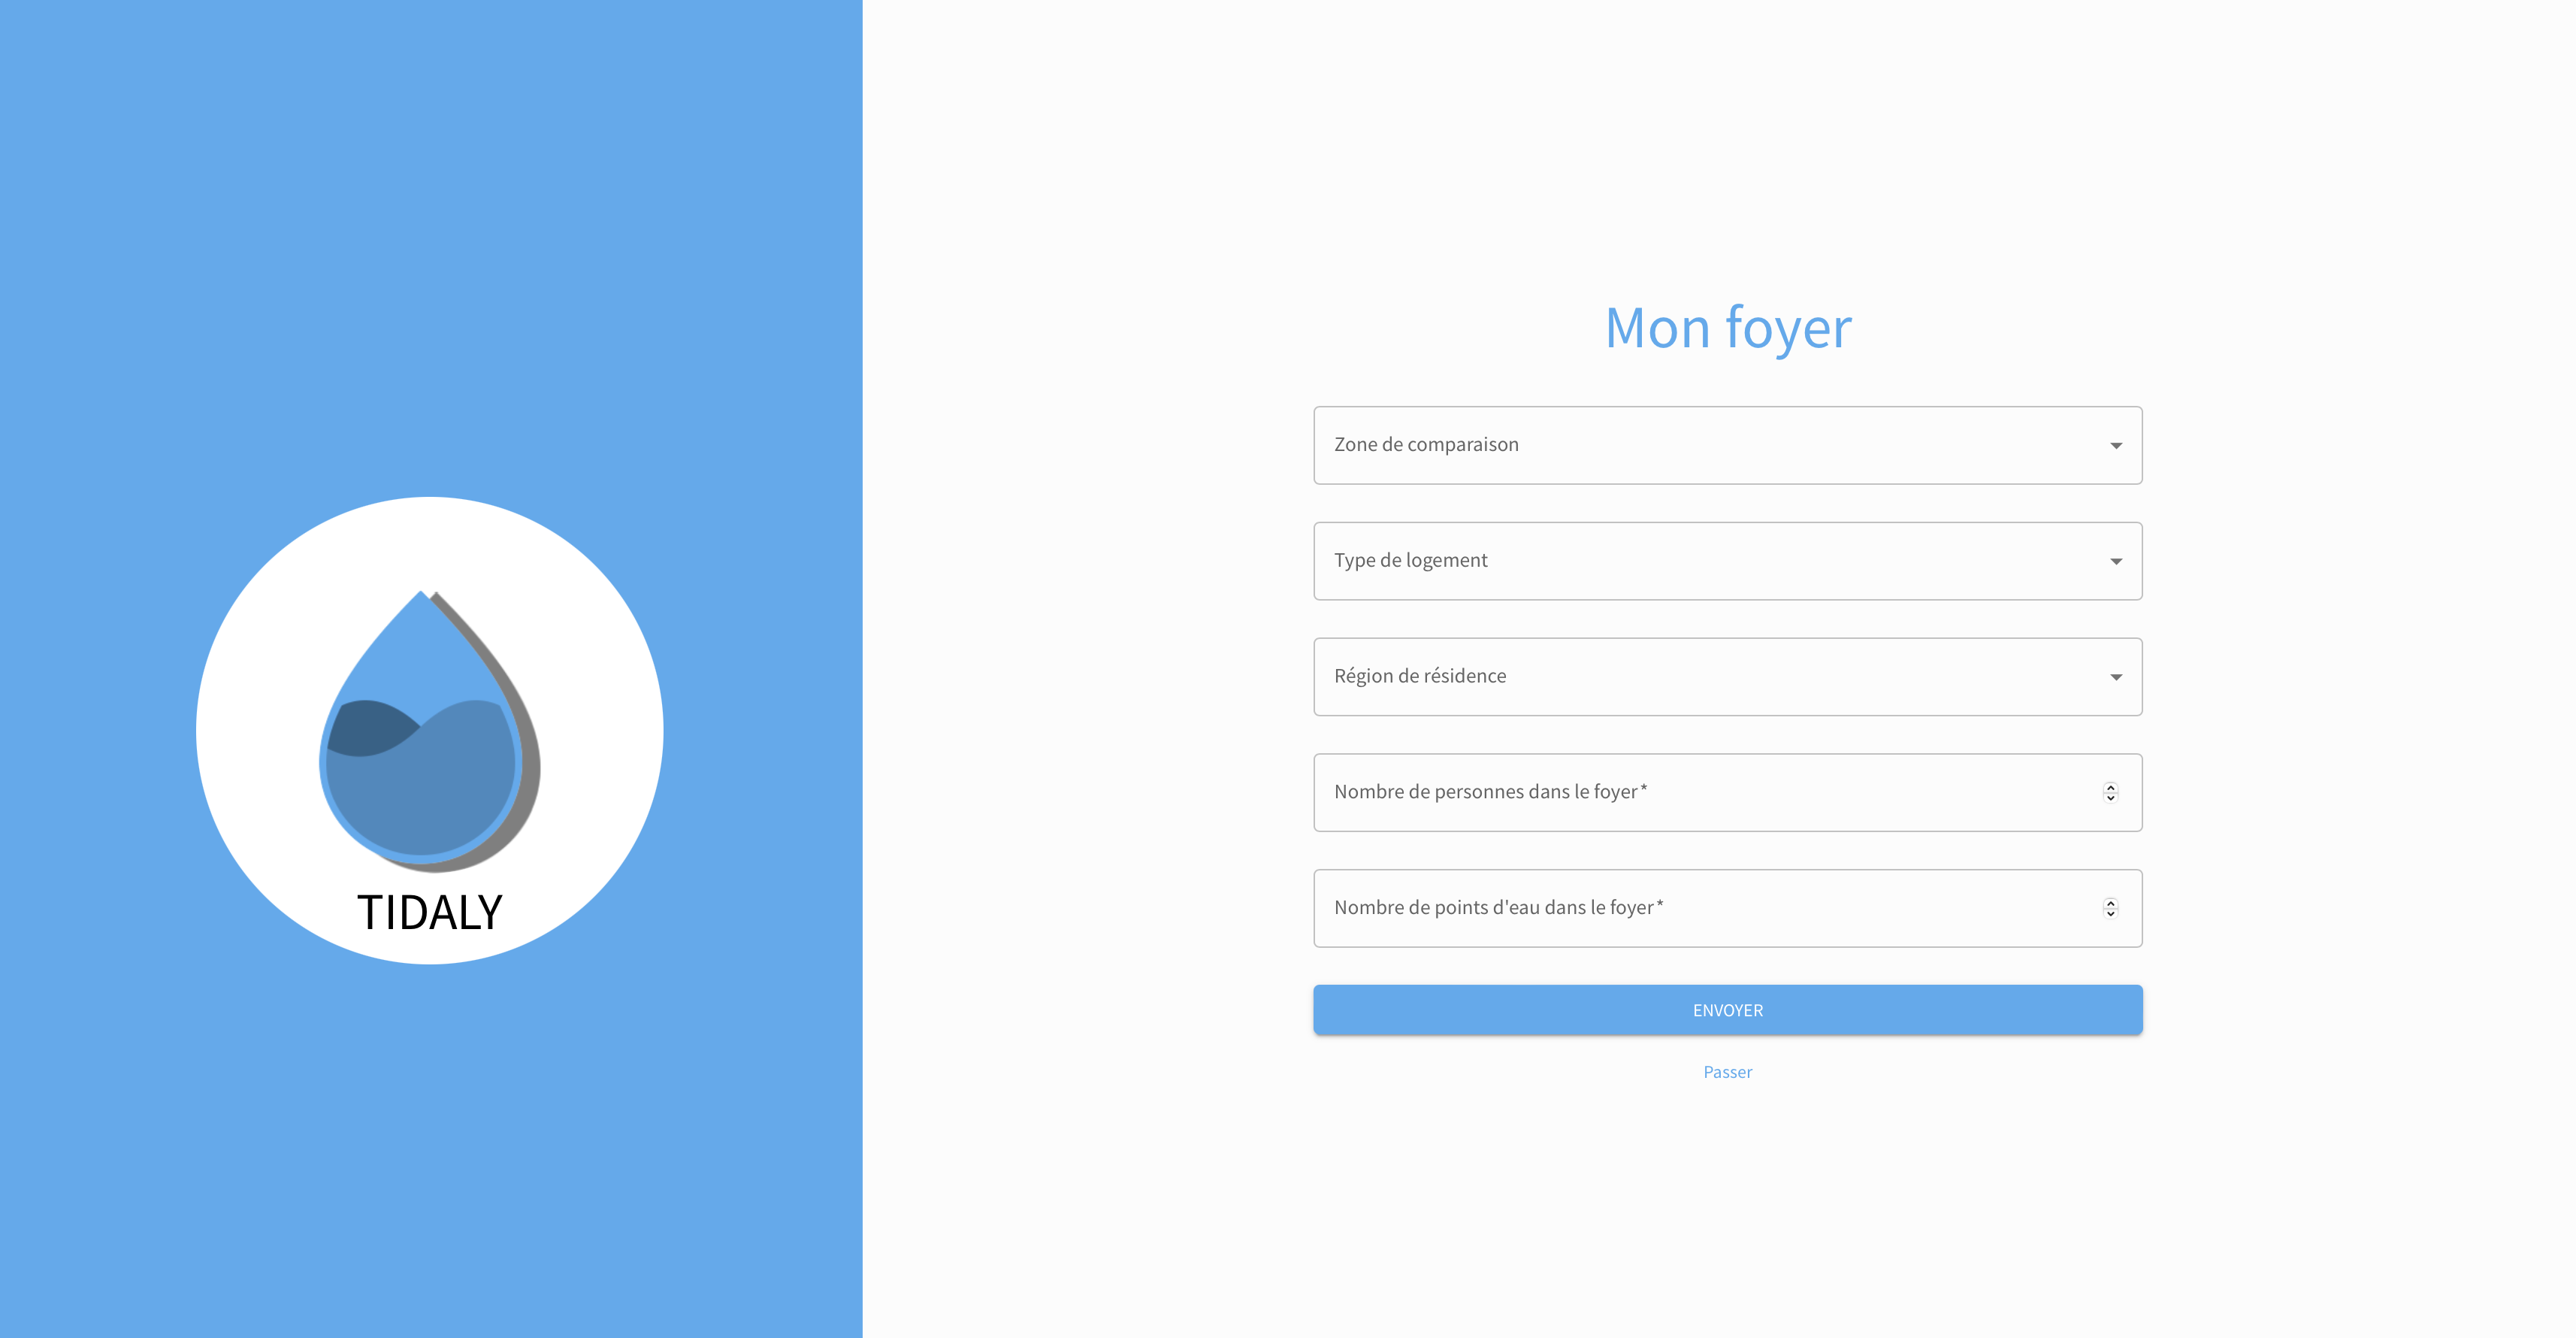 TIDALY
Mon foyer
Zone de comparaison
Type de logement
Région de résidence
Nombre de personnes dans le foyer *
Nombre de points d'eau dans le foyer *
ENVOYER
Passer